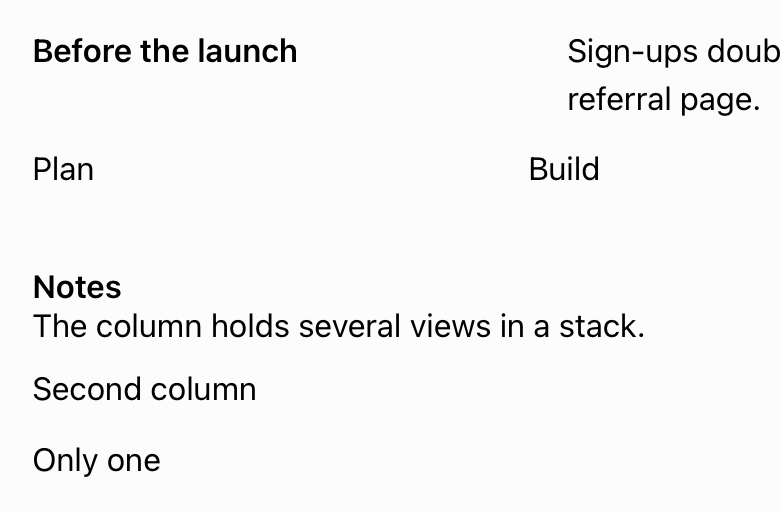 Before the launch
Sign-ups
referral page.
Plan
Build
Notes
The column holds several views in a stack.
Second column
Only one